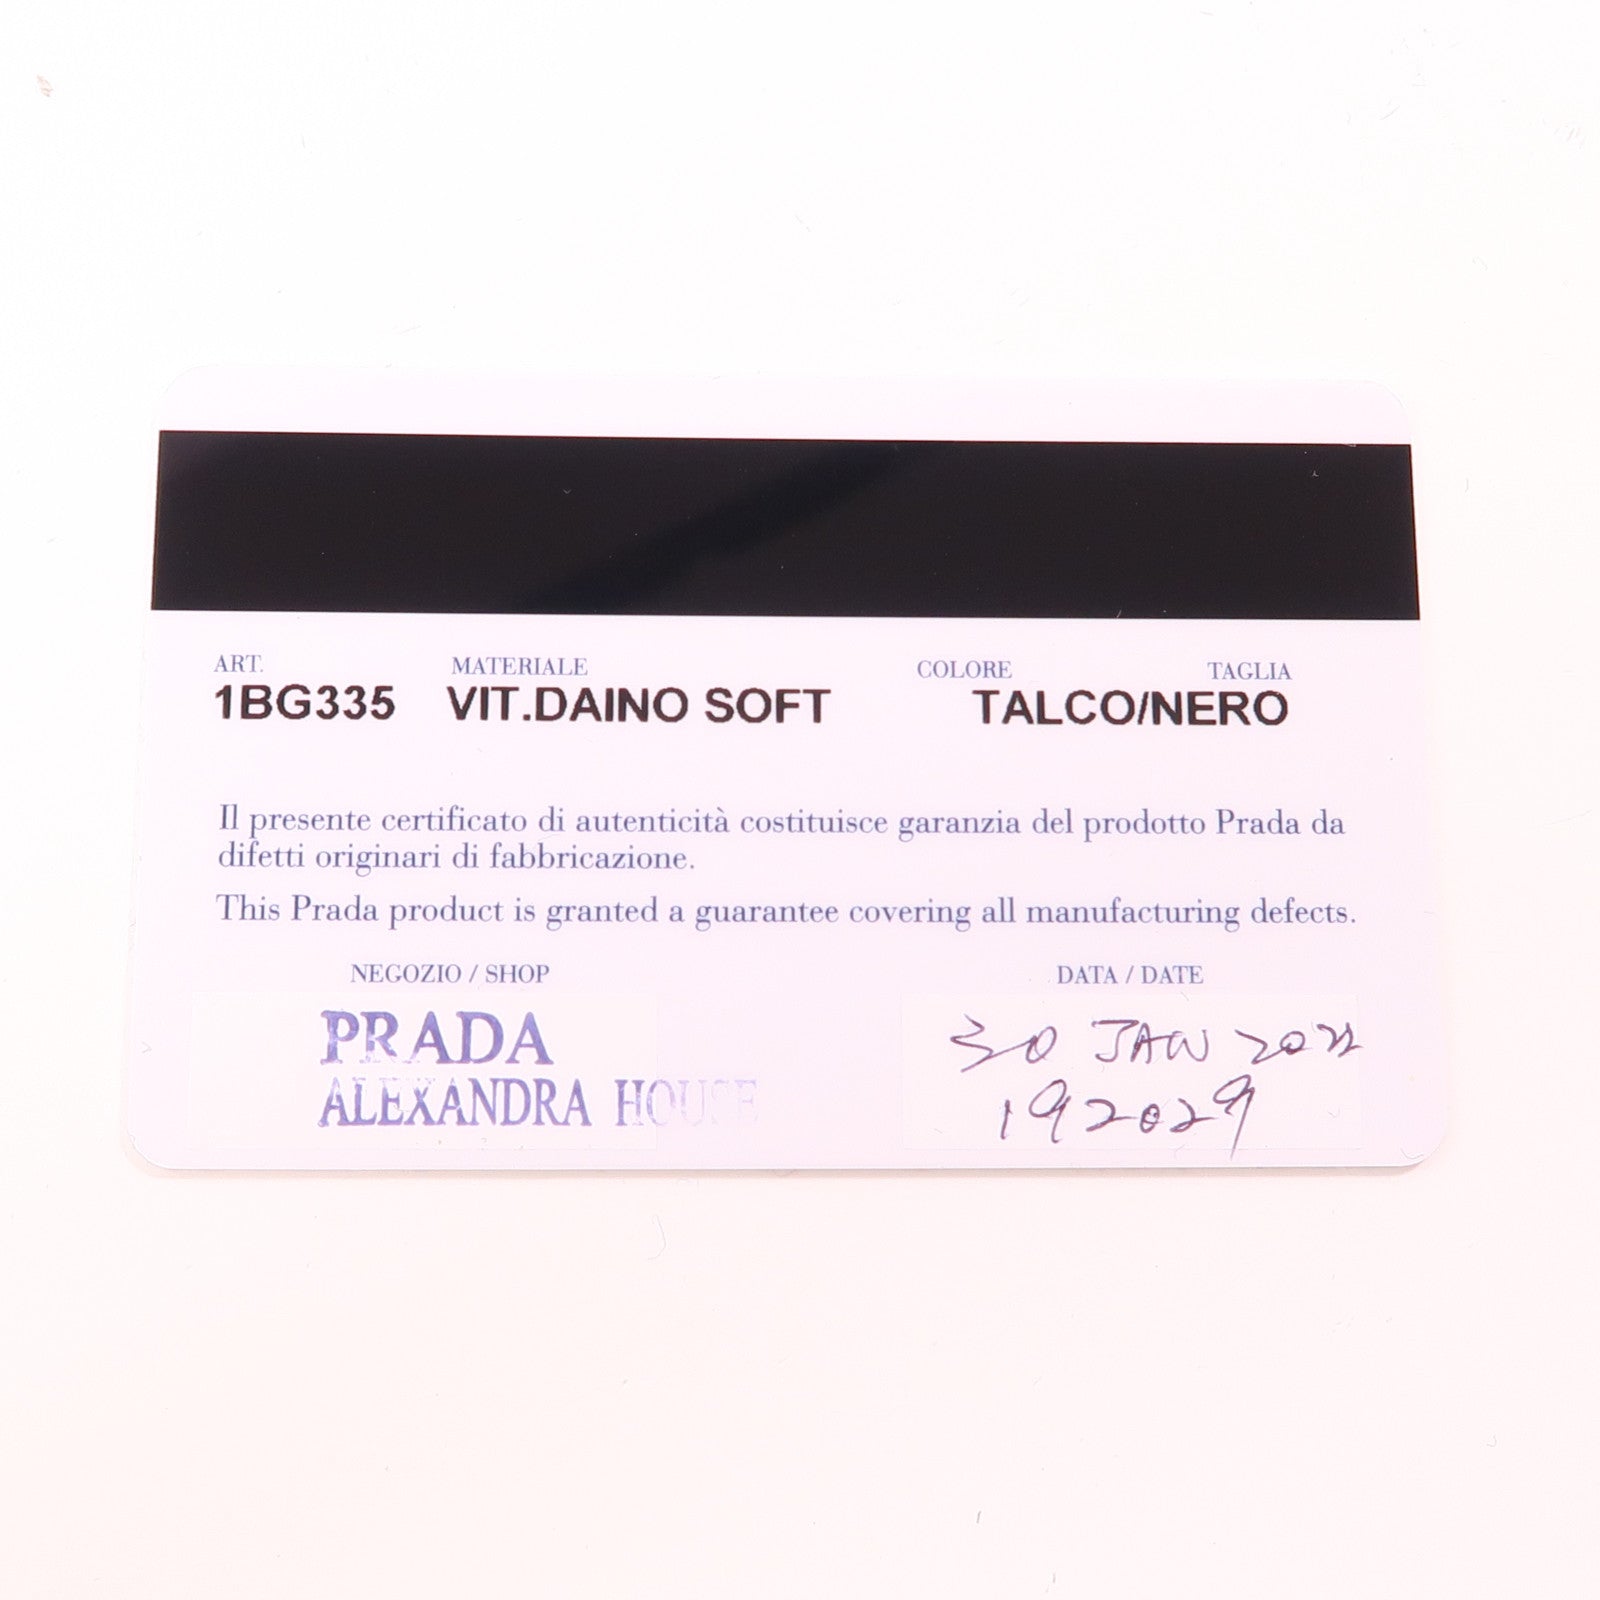 ART. MATERIALE COLORE TAGLIA
1BG335 VIT.DAINO SOFT TALCO/NERO
Il presente certificato di autenticità costituisce garanzia del prodotto Prada da
difetti originari di fabbricazione.
This Prada product is granted a guarantee covering all manufacturing defects.
NEGOZIO / SHOP DATA / DATE
PRADA 30 JAN 2022
ALEXANDRA HOUSE 192029